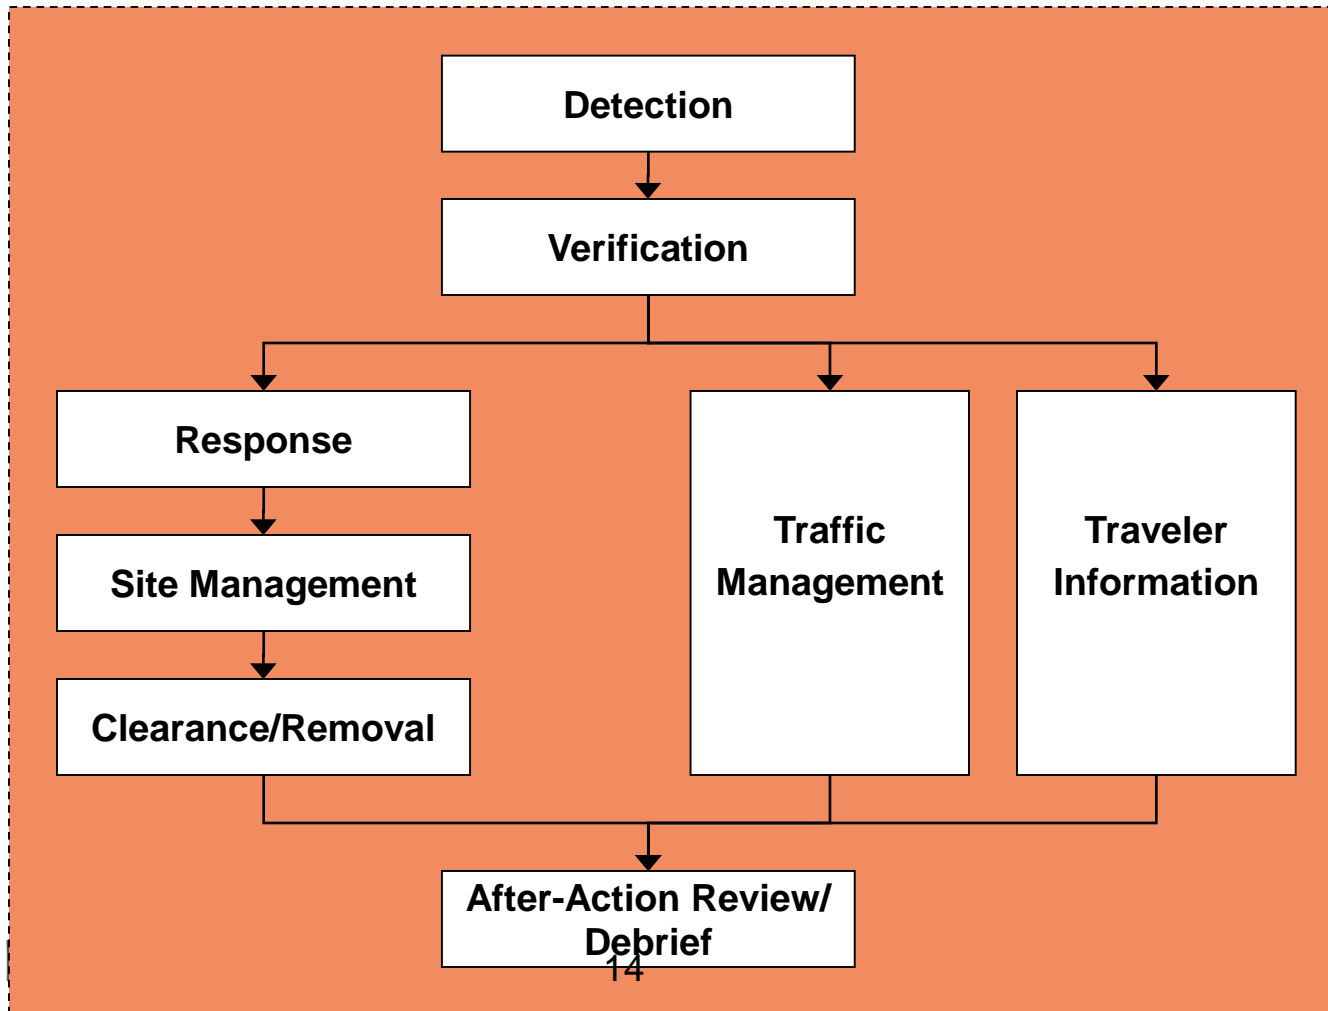 Detection
Verification
Response
Site Management
Clearance/Removal
Traffic
Management
Traveler
Information
After-Action Review/
Debrief
14